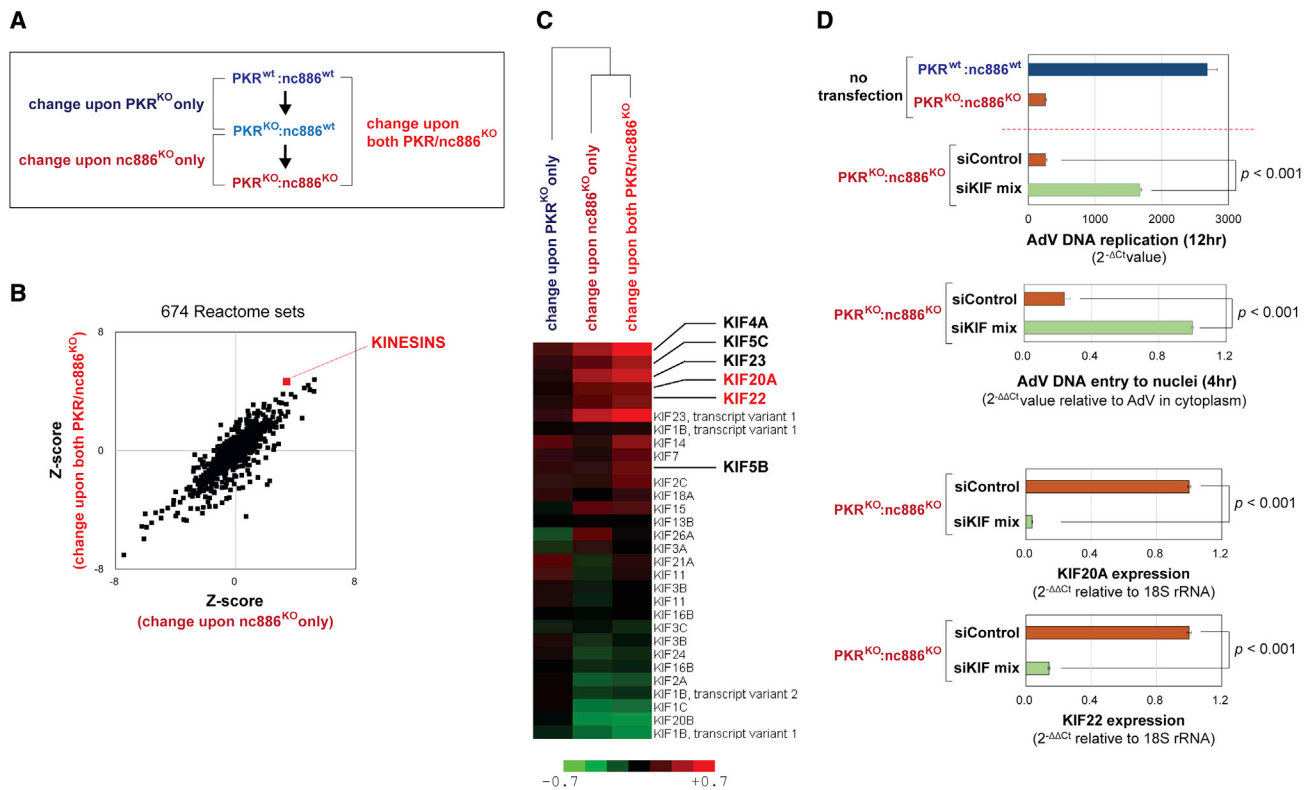 A
PKRwt:nc886wt
change upon PKRKO only
PKRKO:nc886wt
change upon nc886KO only
PKRKO:nc886KO
change upon
both PKR/nc886KO
B
674 Reactome sets
KINESINS
8
0
-8
-8
0
8
Z-score
(change upon both PKR/nc886KO)
Z-score
(change upon nc886KO only)
C
change upon PKRKO only
change upon nc886KO only
change upon both PKR/nc886KO
KIF4A
KIF5C
KIF23
KIF20A
KIF22
KIF23, transcript variant 1
KIF1B, transcript variant 1
KIF14
KIF7
KIF5B
KIF2C
KIF18A
KIF15
KIF13B
KIF26A
KIF3A
KIF21A
KIF11
KIF3B
KIF11
KIF16B
KIF3C
KIF3B
KIF24
KIF16B
KIF2A
KIF1B, transcript variant 2
KIF1C
KIF20B
KIF1B, transcript variant 1
-0.7
+0.7
D
no
transfection
PKRwt:nc886wt
PKRKO:nc886KO
PKRKO:nc886KO
siControl
siKIF mix
p < 0.001
0 1000 2000 3000
AdV DNA replication (12hr)
(2-ΔCt value)
PKRKO:nc886KO
siControl
siKIF mix
p < 0.001
0.0 0.4 0.8 1.2
AdV DNA entry to nuclei (4hr)
(2-ΔΔCt value relative to AdV in cytoplasm)
PKRKO:nc886KO
siControl
siKIF mix
p < 0.001
0.0 0.4 0.8 1.2
KIF20A expression
(2-ΔΔCt relative to 18S rRNA)
PKRKO:nc886KO
siControl
siKIF mix
p < 0.001
0.0 0.4 0.8 1.2
KIF22 expression
(2-ΔΔCt relative to 18S rRNA)